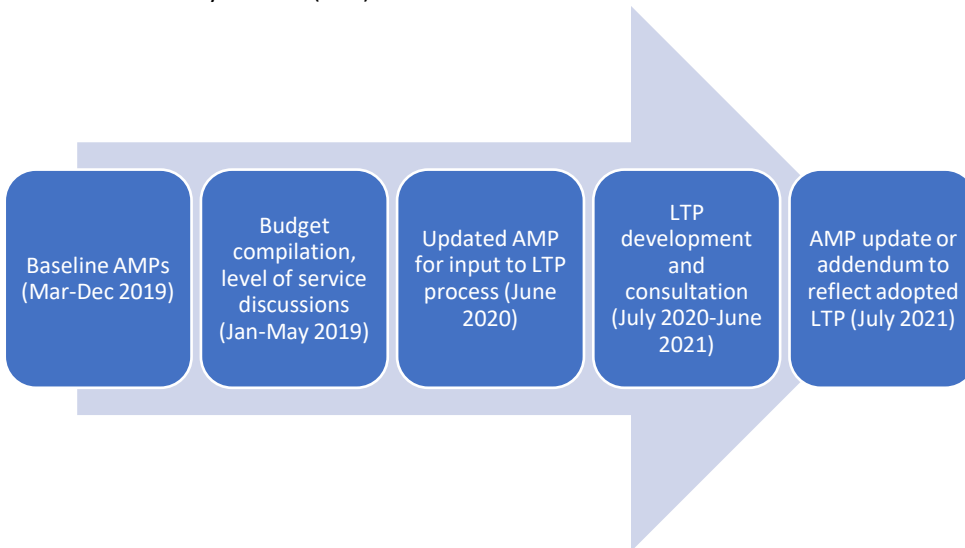 Baseline AMPs
(Mar-Dec 2019)
Budget
compilation,
level of service
discussions
(Jan-May 2019)
Updated AMP
for input to LTP
process (June
2020)
LTP
development
and
consultation
(July 2020-June
2021)
AMP update or
addendum to
reflect adopted
LTP (July 2021)